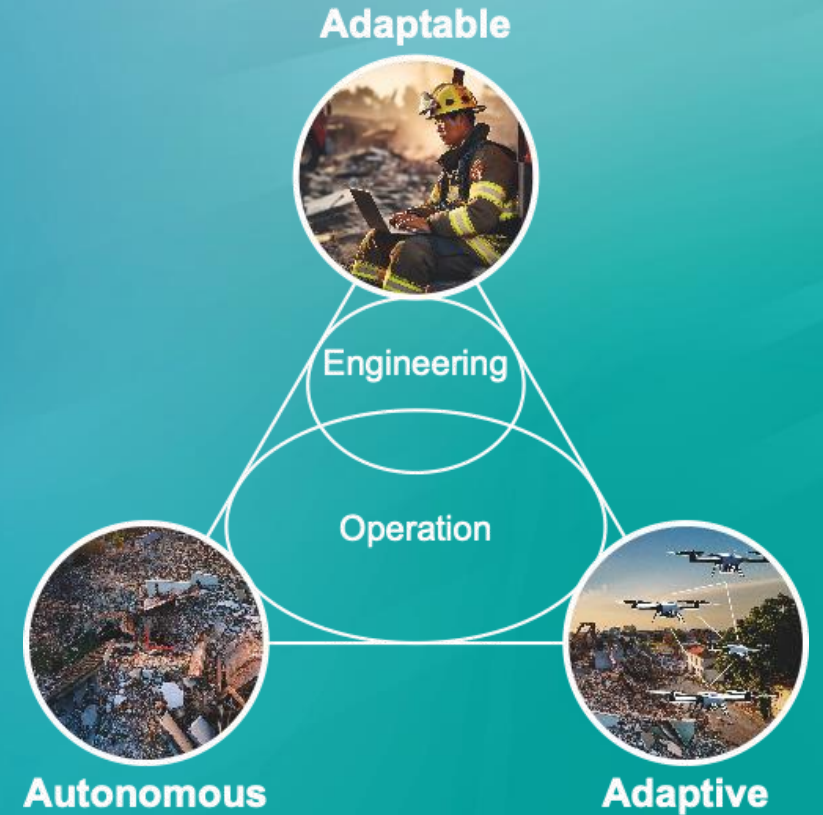 Adaptable
Engineering
Operation
Autonomous
Adaptive